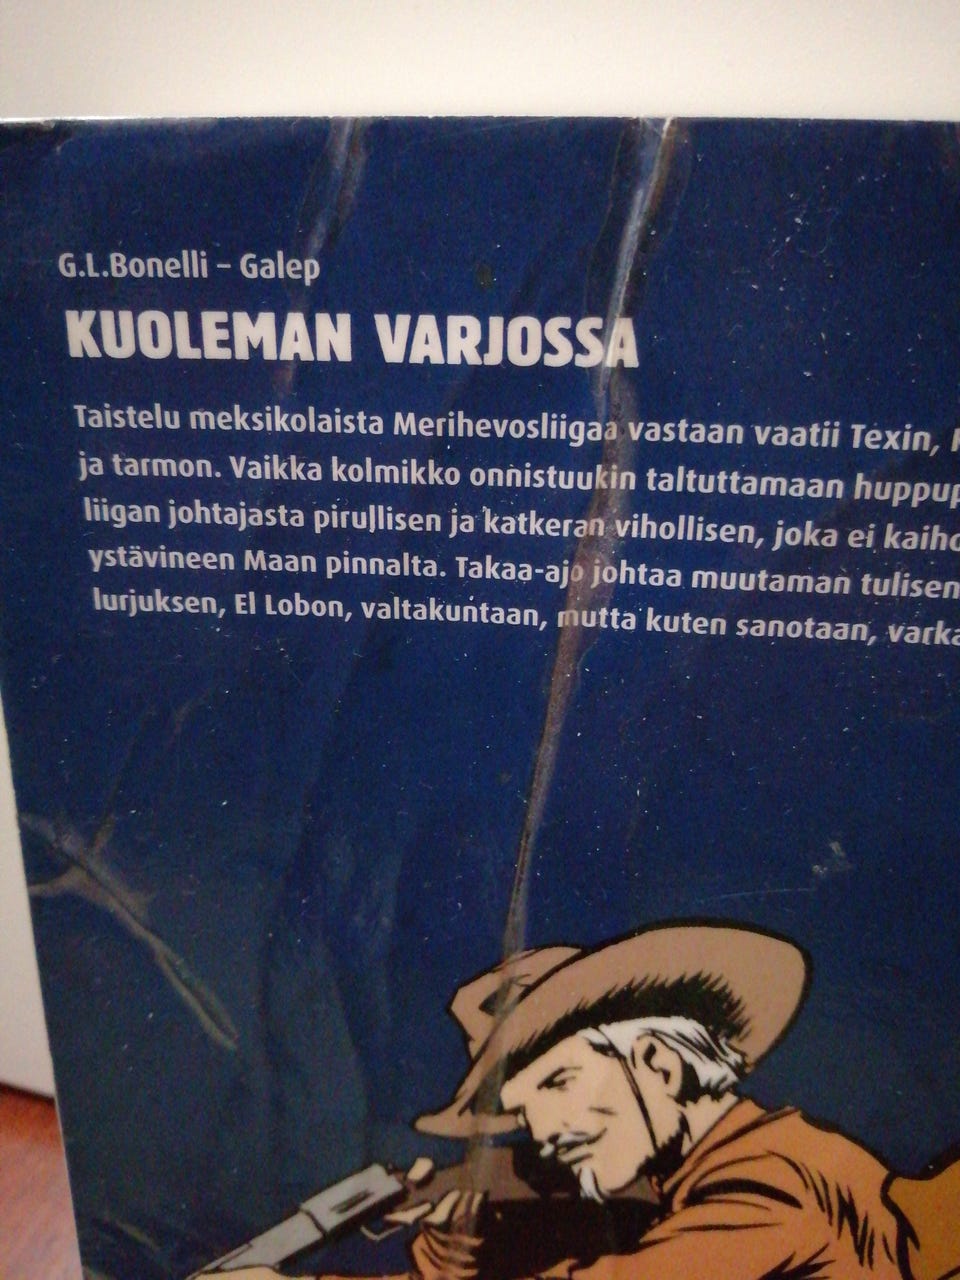 G.L.Bonelli – Galep
KUOLEMAN VARJOSSA
Taistelu meksikolaista Merihevosliigaa vastaan vaatii Texin,
ja tarmon. Vaikka kolmikko onnistuukin taltuttamaan
liigan johtajasta pirullisen ja katkeran vihollisen, joka ei
ystävineen Maan pinnalta. Takaa-ajo johtaa muutaman tulisen
lurjuksen, El Lobon, valtakuntaan, mutta kuten sanotaan,